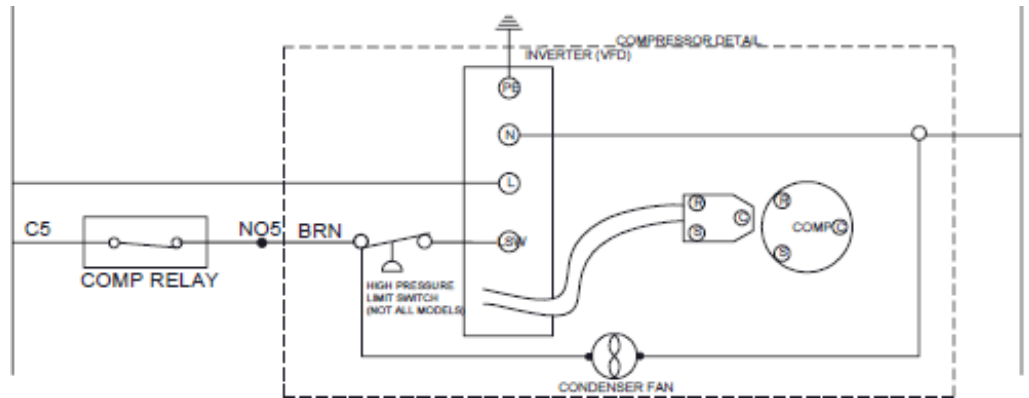 COMPRESSOR DETAIL
INVERTER (VFD)
PE
N
L
C5
NO5
BRN
LSW
COMP RELAY
HIGH PRESSURE
LIMIT SWITCH
(NOT ALL MODELS)
R
C
S
R
COMP
C
S
CONDENSER FAN